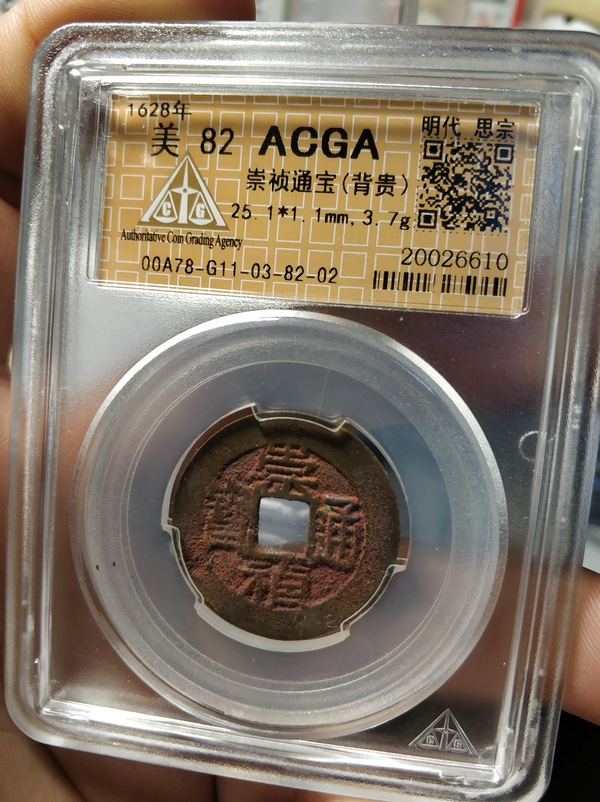 1628年
美 82 ACGA
明代 思宗
崇祯通宝(背贵)
25.1*1.1mm,3.7g
CG
Authoritative Coin Grading Agency
00A78-G11-03-82-02
20026610
崇
通
禎
寶
CG